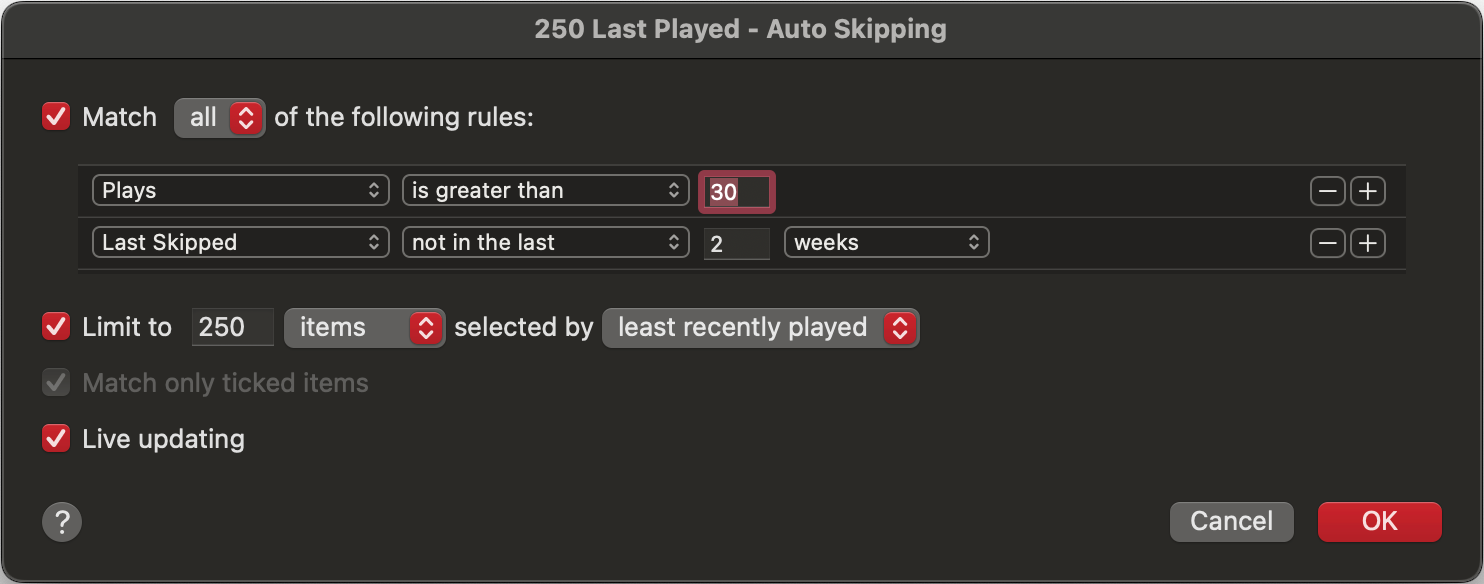 250 Last Played - Auto Skipping
Match all of the following rules:
Plays is greater than 30
Last Skipped not in the last 2 weeks
Limit to 250 items selected by least recently played
Match only ticked items
Live updating
? Cancel OK